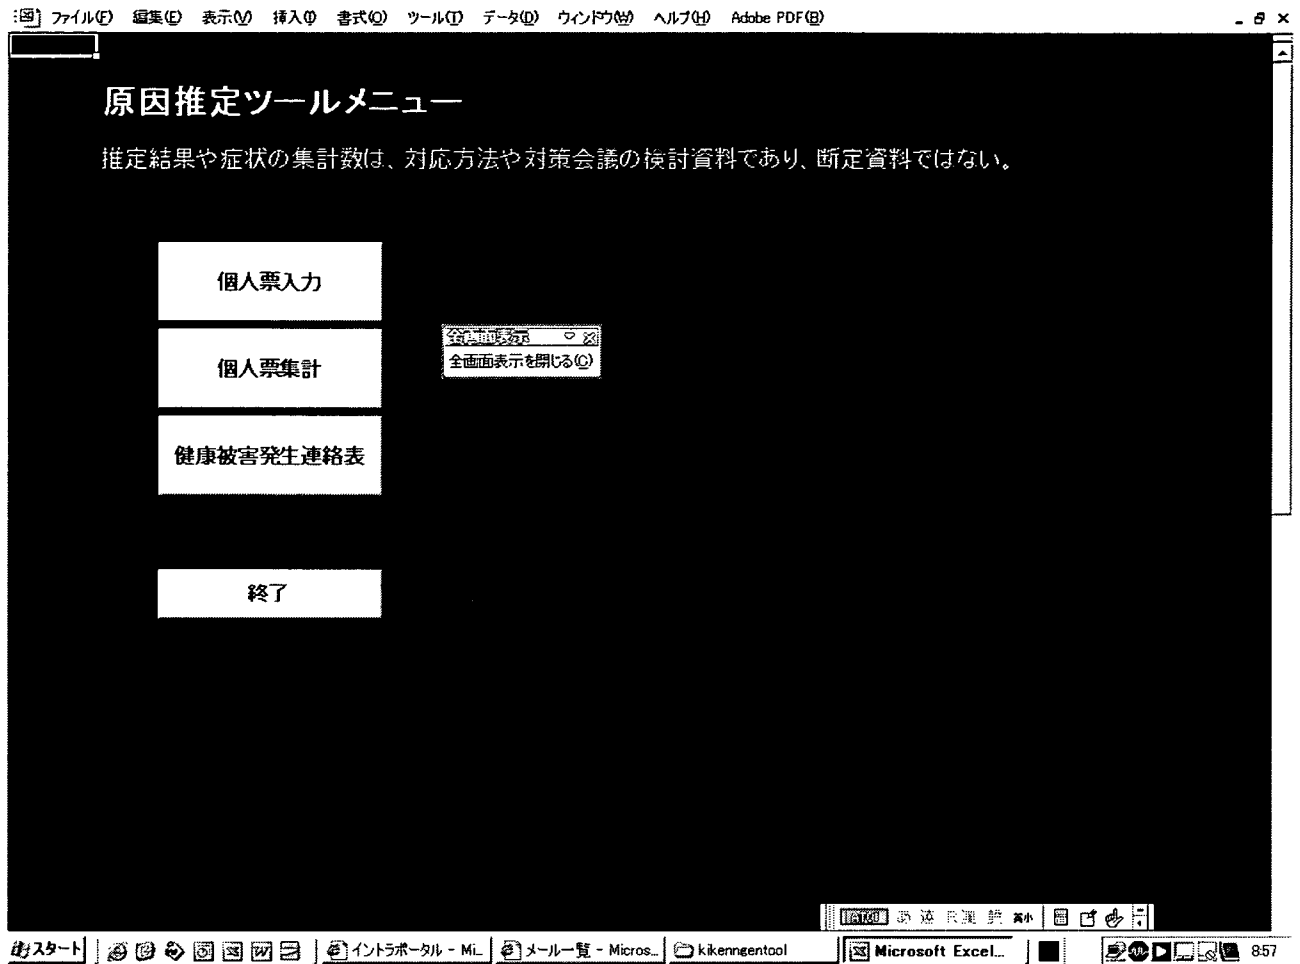 ファイル(F) 編集(E) 表示(V) 挿入(I) 書式(O) ツール(T) データ(D) ウィンドウ(W) ヘルプ(H) Adobe PDF(B)
原因推定ツールメニュー
推定結果や症状の集計数は、対応方法や対策会議の検討資料であり、断定資料ではない。
個人票入力
全画面表示
個人票集計
全画面表示を閉じる(C)
健康被害発生連絡表
終了
あ 連 R漢 英小
スタート イントラポータル - Mi... メール一覧 - Micros... kikenngentool Microsoft Excel... 8:57